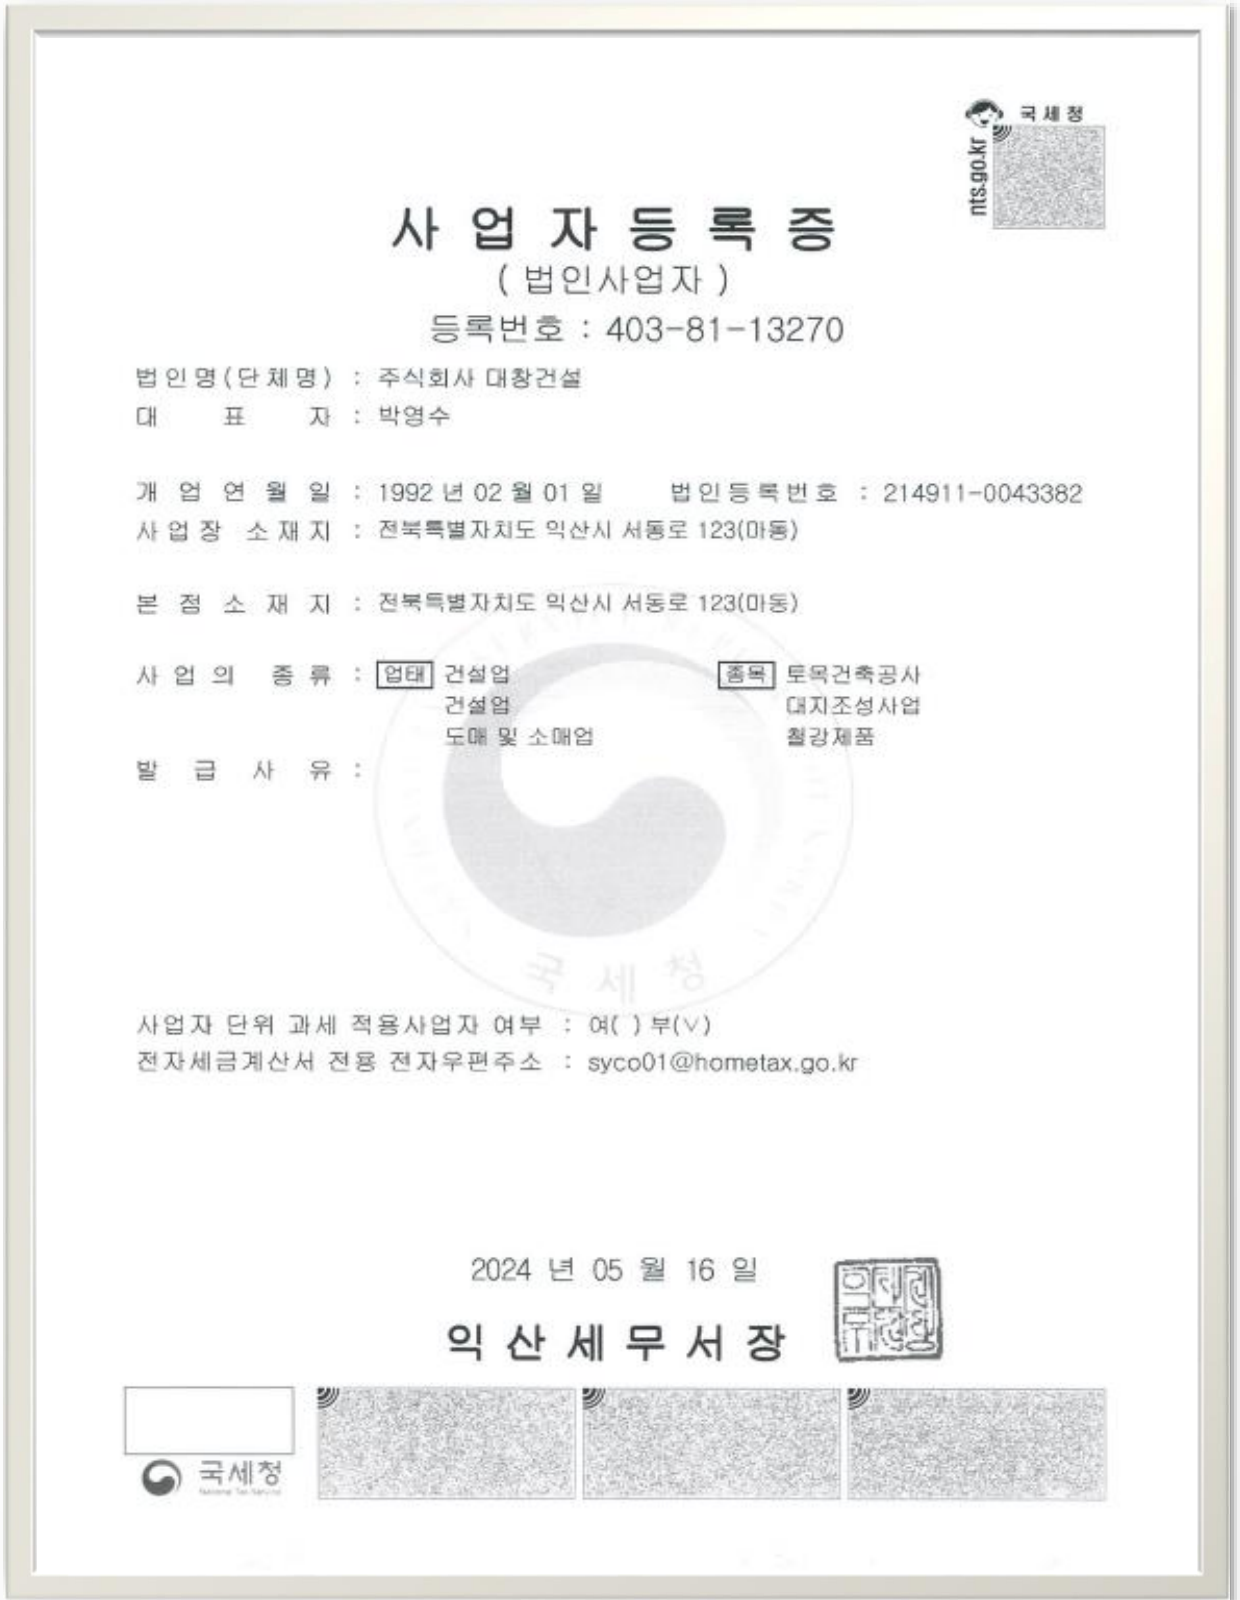 국세청
nts.go.kr
사업자등록증
( 법인사업자 )
등록번호 : 403-81-13270
법인명(단체명) : 주식회사 대창건설
대 표 자 : 박영수
개 업 연 월 일 : 1992 년 02 월 01 일 법인등록번호 : 214911-0043382
사업장 소재지 : 전북특별자치도 익산시 서동로 123(마동)
본 점 소 재 지 : 전북특별자치도 익산시 서동로 123(마동)
사업의 종류 : 업태 건설업 종목 토목건축공사
건설업 대지조성사업
도매 및 소매업 철강제품
발 급 사 유 :
국세청
사업자 단위 과세 적용사업자 여부 : 여( ) 부(∨)
전자세금계산서 전용 전자우편주소 : syco01@hometax.go.kr
2024 년 05 월 16 일
익산세무서장
국세청
National Tax Service